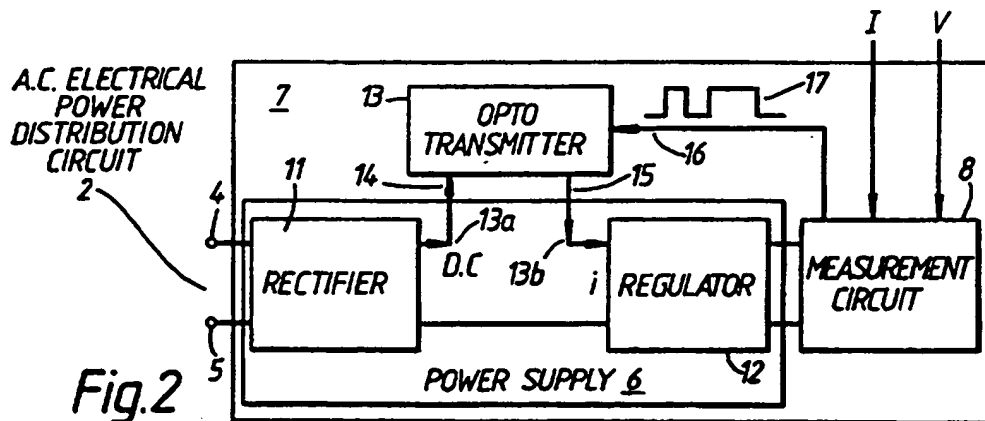 I V
A.C. ELECTRICAL
POWER
DISTRIBUTION
CIRCUIT
2
7
13
OPTO
TRANSMITTER
17
16
14
15
8
11
4
13a
D.C
13b
i
RECTIFIER
REGULATOR
MEASUREMENT
CIRCUIT
5
12
POWER SUPPLY 6
Fig.2